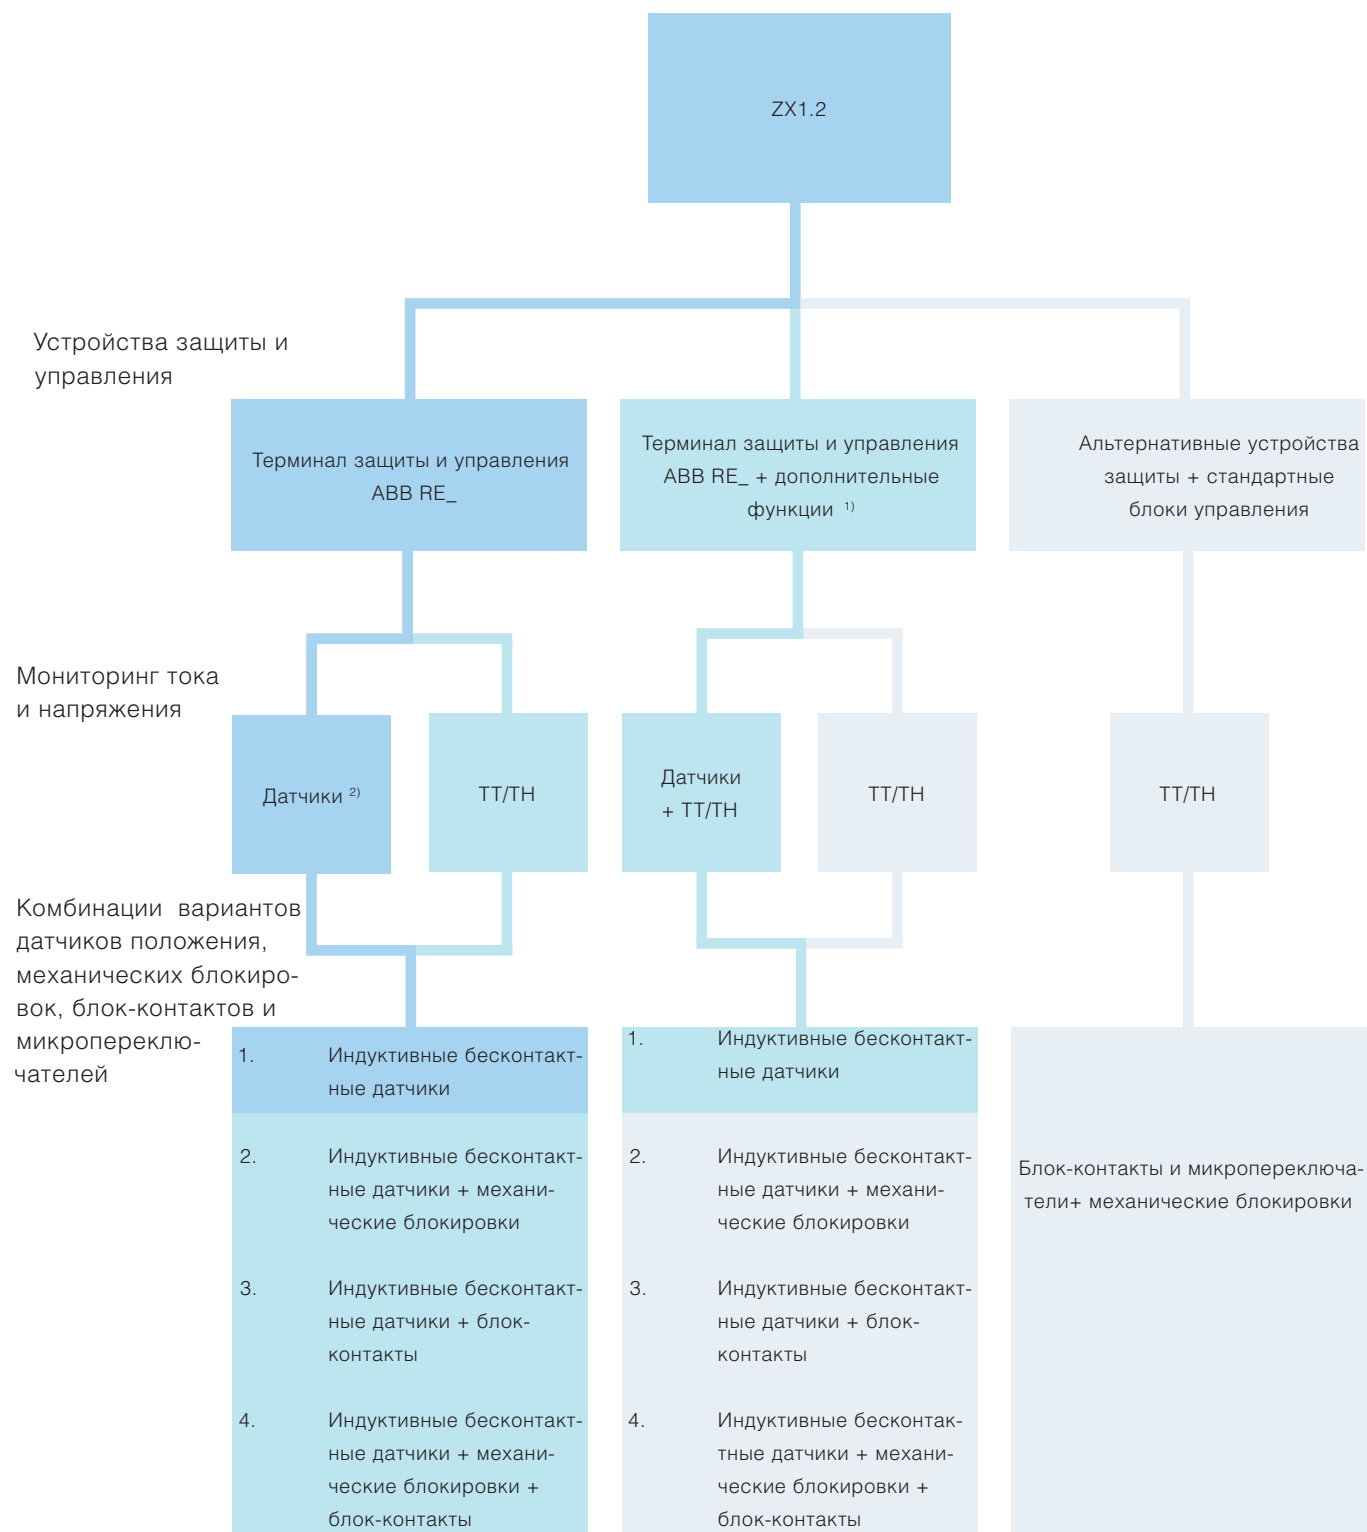 ZX1.2
Устройства защиты и
управления
Терминал защиты и управления
ABB RE_
Терминал защиты и управления
ABB RE_ + дополнительные
функции 1)
Альтернативные устройства
защиты + стандартные
блоки управления
Мониторинг тока
и напряжения
Датчики 2)
ТТ/ТН
Датчики
+ ТТ/ТН
ТТ/ТН
ТТ/ТН
Комбинации вариантов
датчиков положения,
механических блокиро-
вок, блок-контактов и
микропереклю-
чателей
1. Индуктивные бесконтакт-
ные датчики
2. Индуктивные бесконтакт-
ные датчики + механи-
ческие блокировки
3. Индуктивные бесконтакт-
ные датчики + блок-
контакты
4. Индуктивные бесконтакт-
ные датчики + механи-
ческие блокировки +
блок-контакты
1. Индуктивные бесконтакт-
ные датчики
2. Индуктивные бесконтакт-
ные датчики + механи-
ческие блокировки
3. Индуктивные бесконтакт-
ные датчики + блок-
контакты
4. Индуктивные бесконтак-
тные датчики + механи-
ческие блокировки +
блок-контакты
Блок-контакты и микропереключа-
тели+ механические блокировки